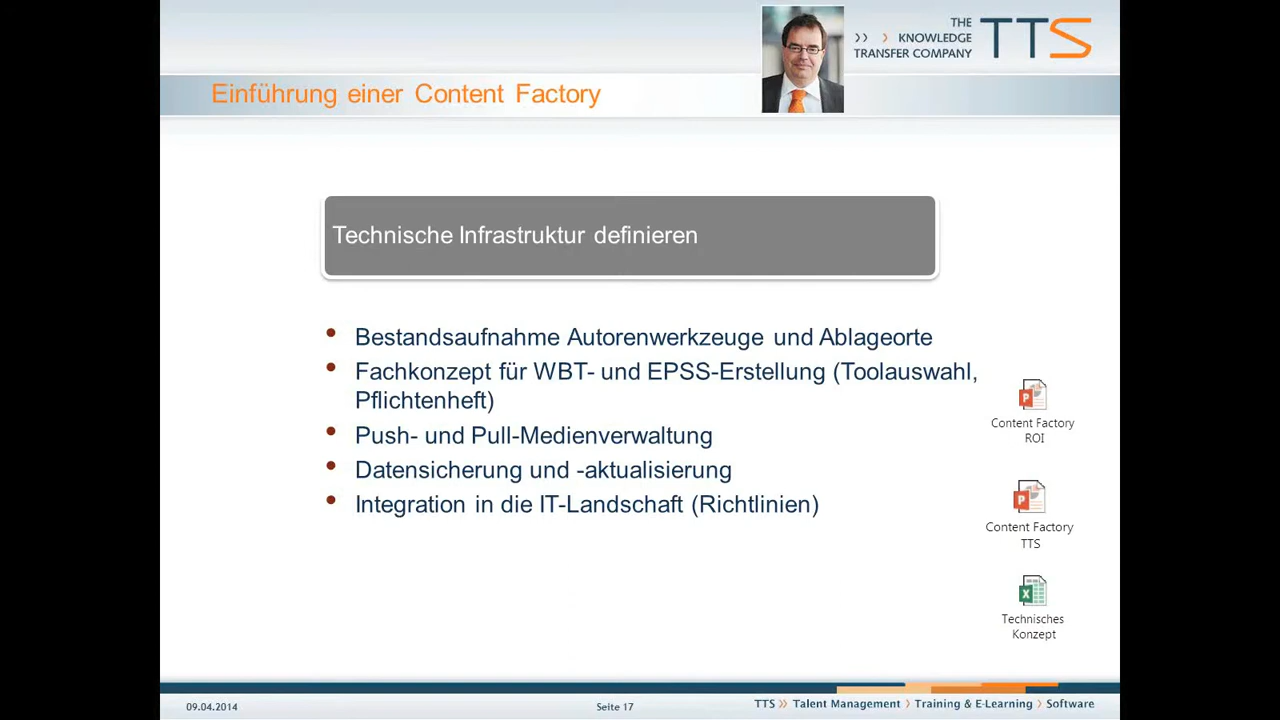 THE
>> > KNOWLEDGE
TRANSFER COMPANY
TTS
Einführung einer Content Factory
Technische Infrastruktur definieren
• Bestandsaufnahme Autorenwerkzeuge und Ablageorte
• Fachkonzept für WBT- und EPSS-Erstellung (Toolauswahl,
Pflichtenheft)
• Push- und Pull-Medienverwaltung
• Datensicherung und -aktualisierung
• Integration in die IT-Landschaft (Richtlinien)
Content Factory
ROI
Content Factory
TTS
Technisches
Konzept
09.04.2014
Seite 17
TTS >> Talent Management > Training & E-Learning > Software